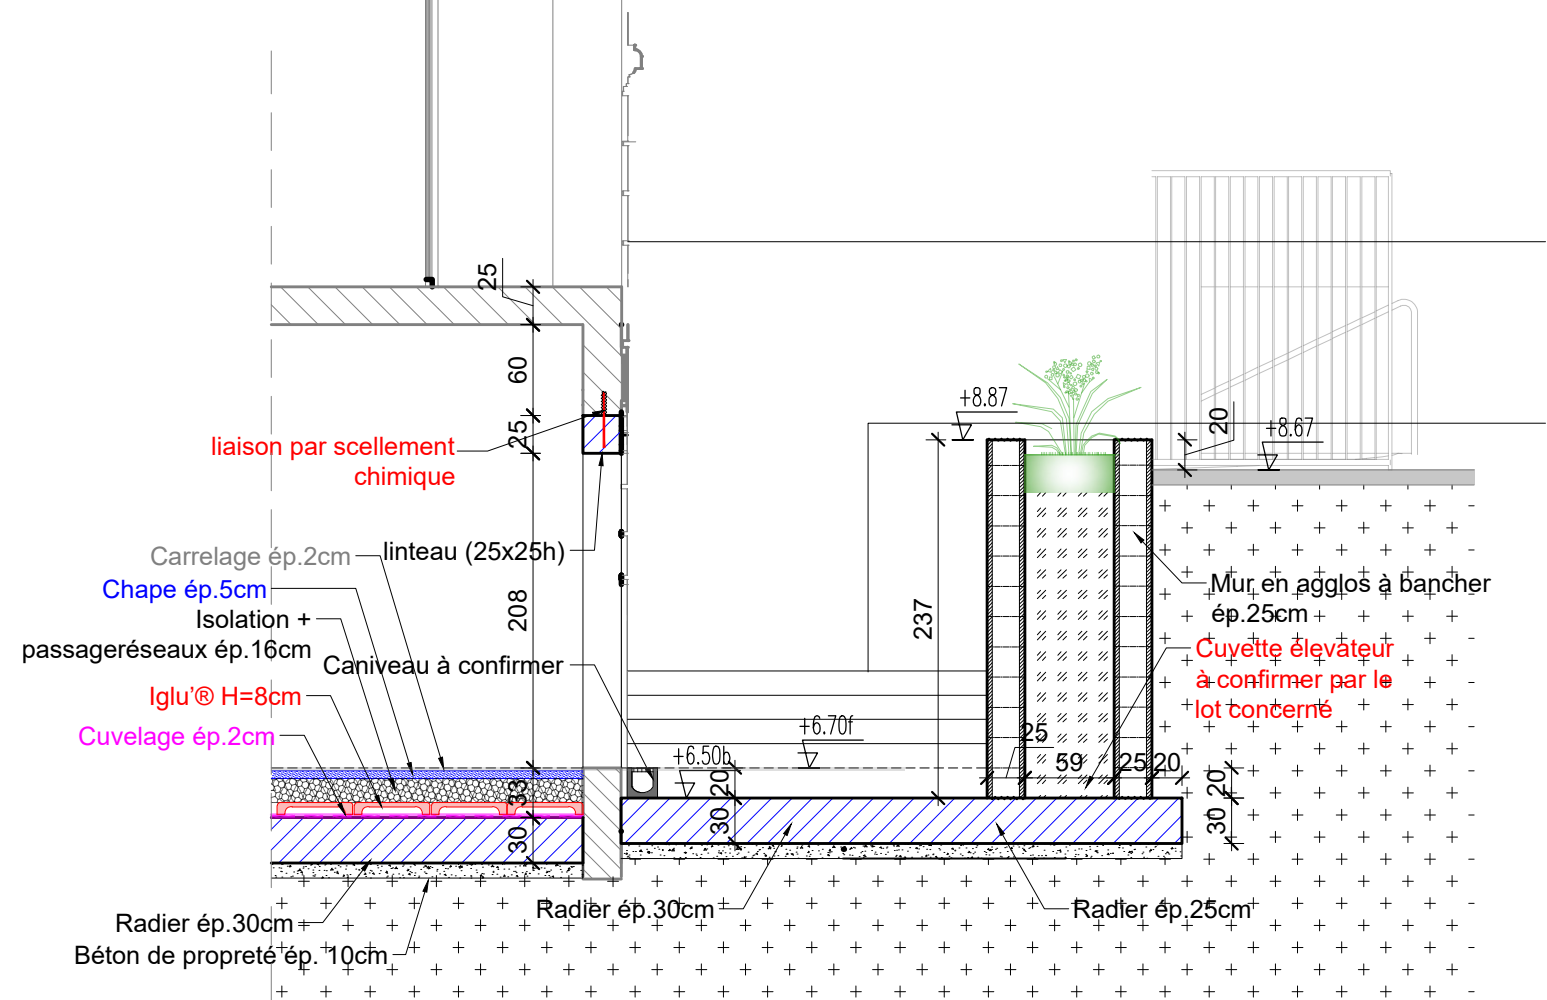 25
60
25
+8.87
20
+8.67
liaison par scellement
chimique
linteau (25x25h)
Carrelage ép.2cm
Chape ép.5cm
Isolation +
passageréseaux ép.16cm
208
237
Mur en agglos à bancher
ép.25cm
Caniveau à confirmer
Cuvette élevateur
à confirmer par le
lot concerné
Iglu’® H=8cm
Cuvelage ép.2cm
+6.70f
+6.50b
25
59
25
20
33
20
20
30
30
30
Radier ép.30cm
Radier ép.25cm
Radier ép.30cm
Béton de propreté ép. 10cm